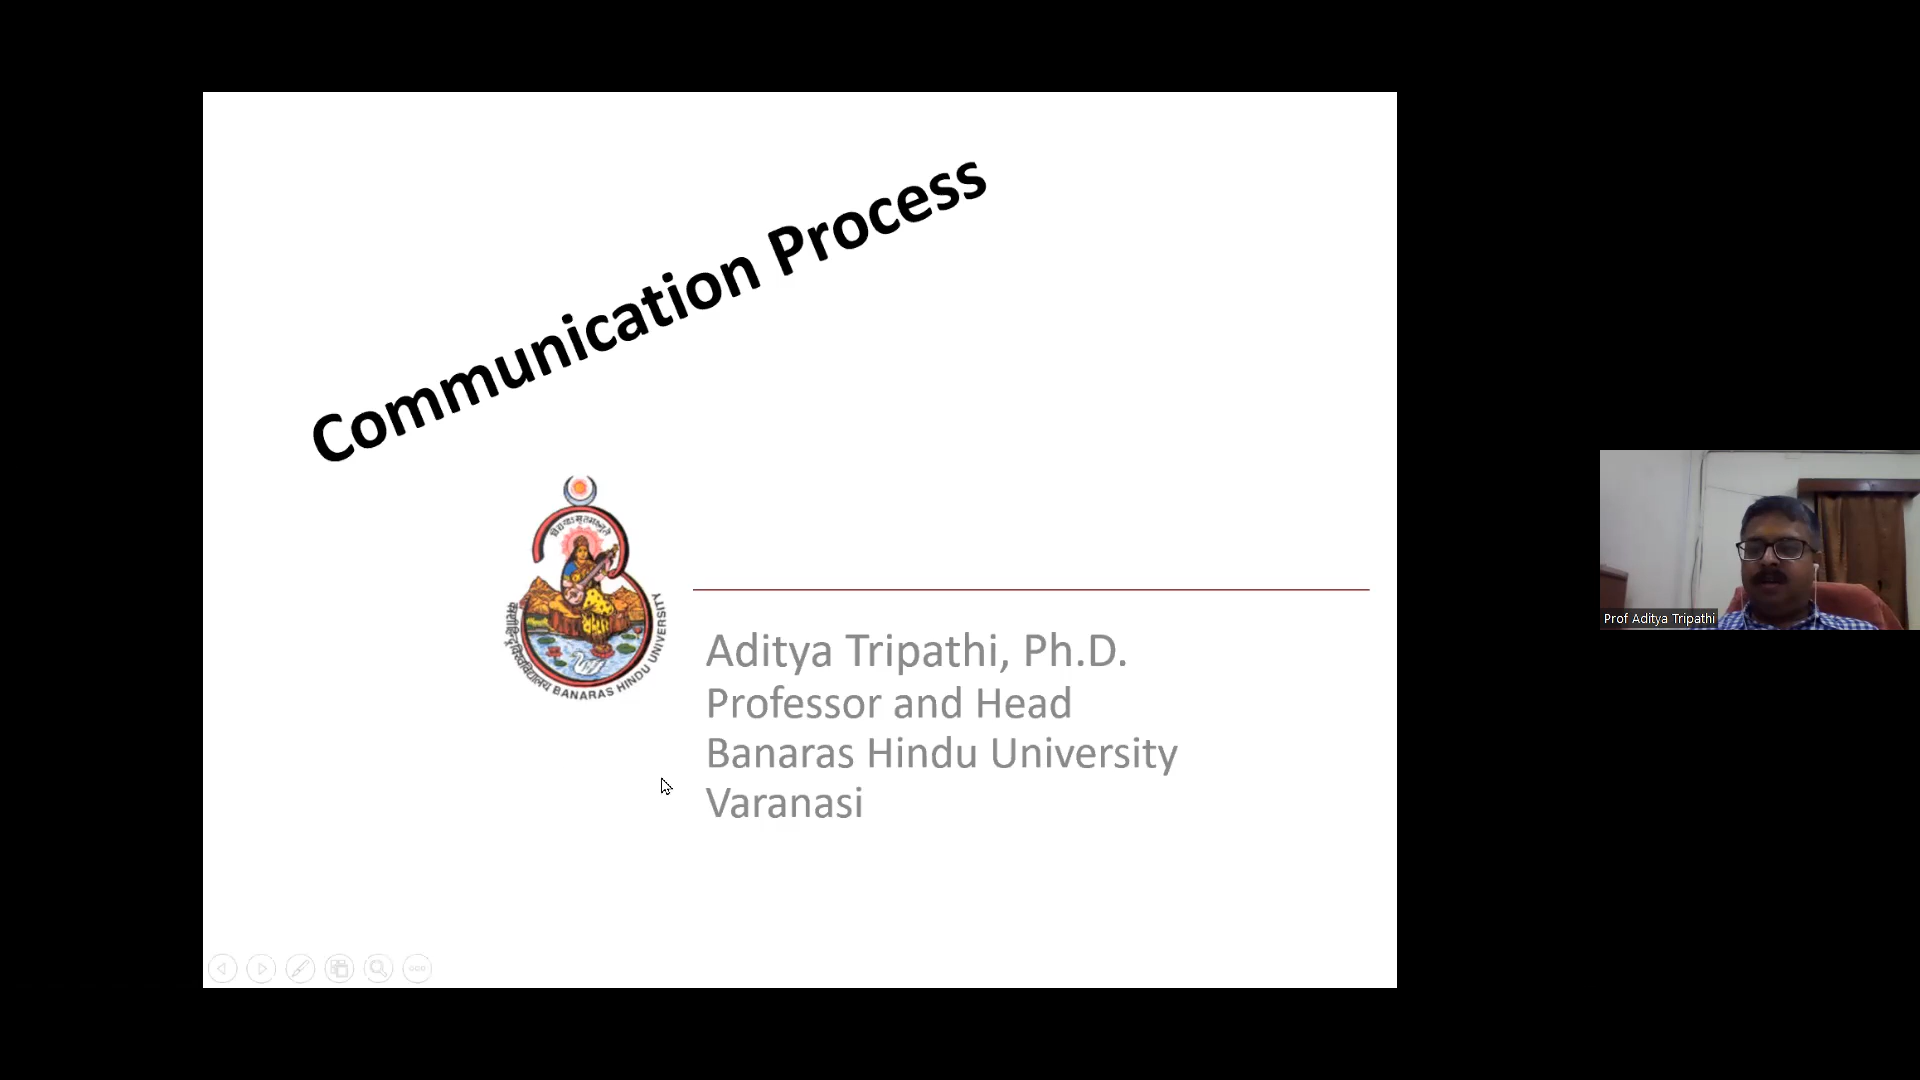 Communication Process
BANARAS HINDU UNIVERSITY
Aditya Tripathi, Ph.D.
Professor and Head
Banaras Hindu University
Varanasi
Prof Aditya Tripathi